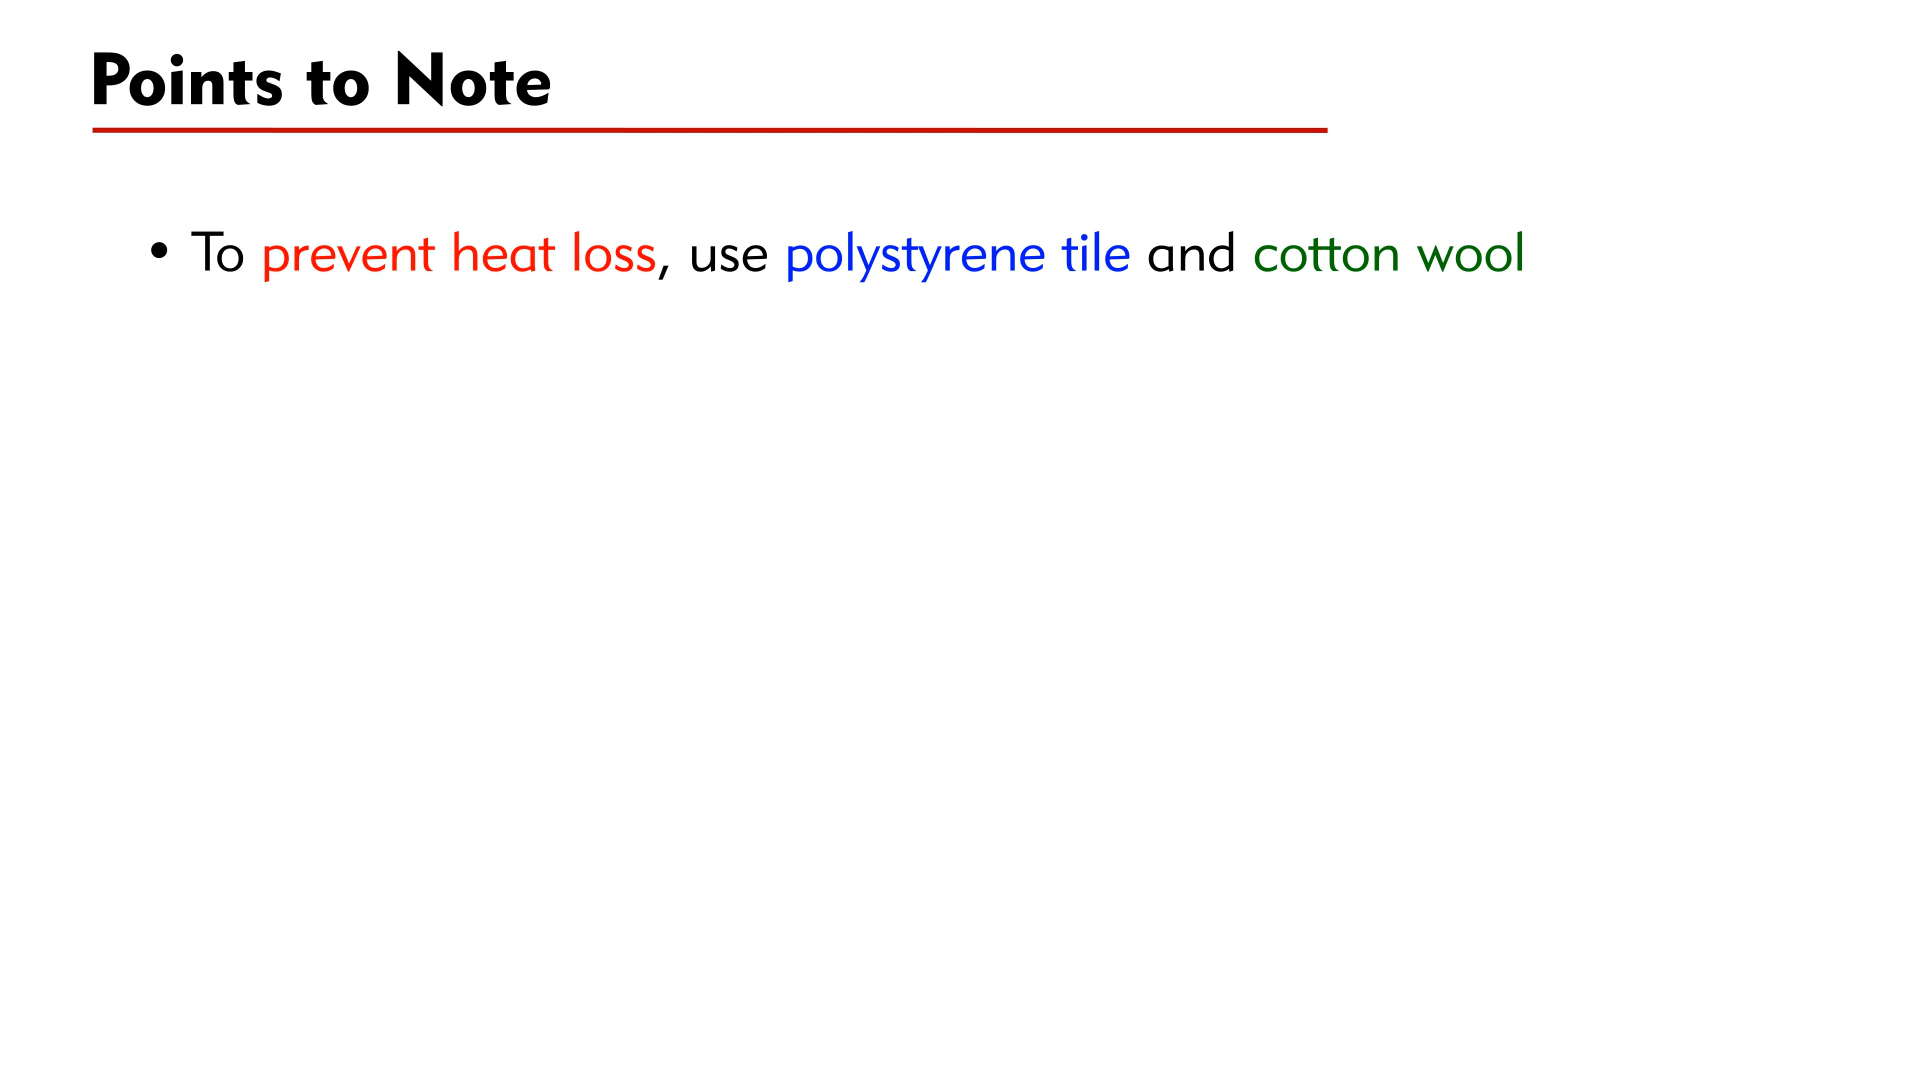 Points to Note
• To prevent heat loss, use polystyrene tile and cotton wool